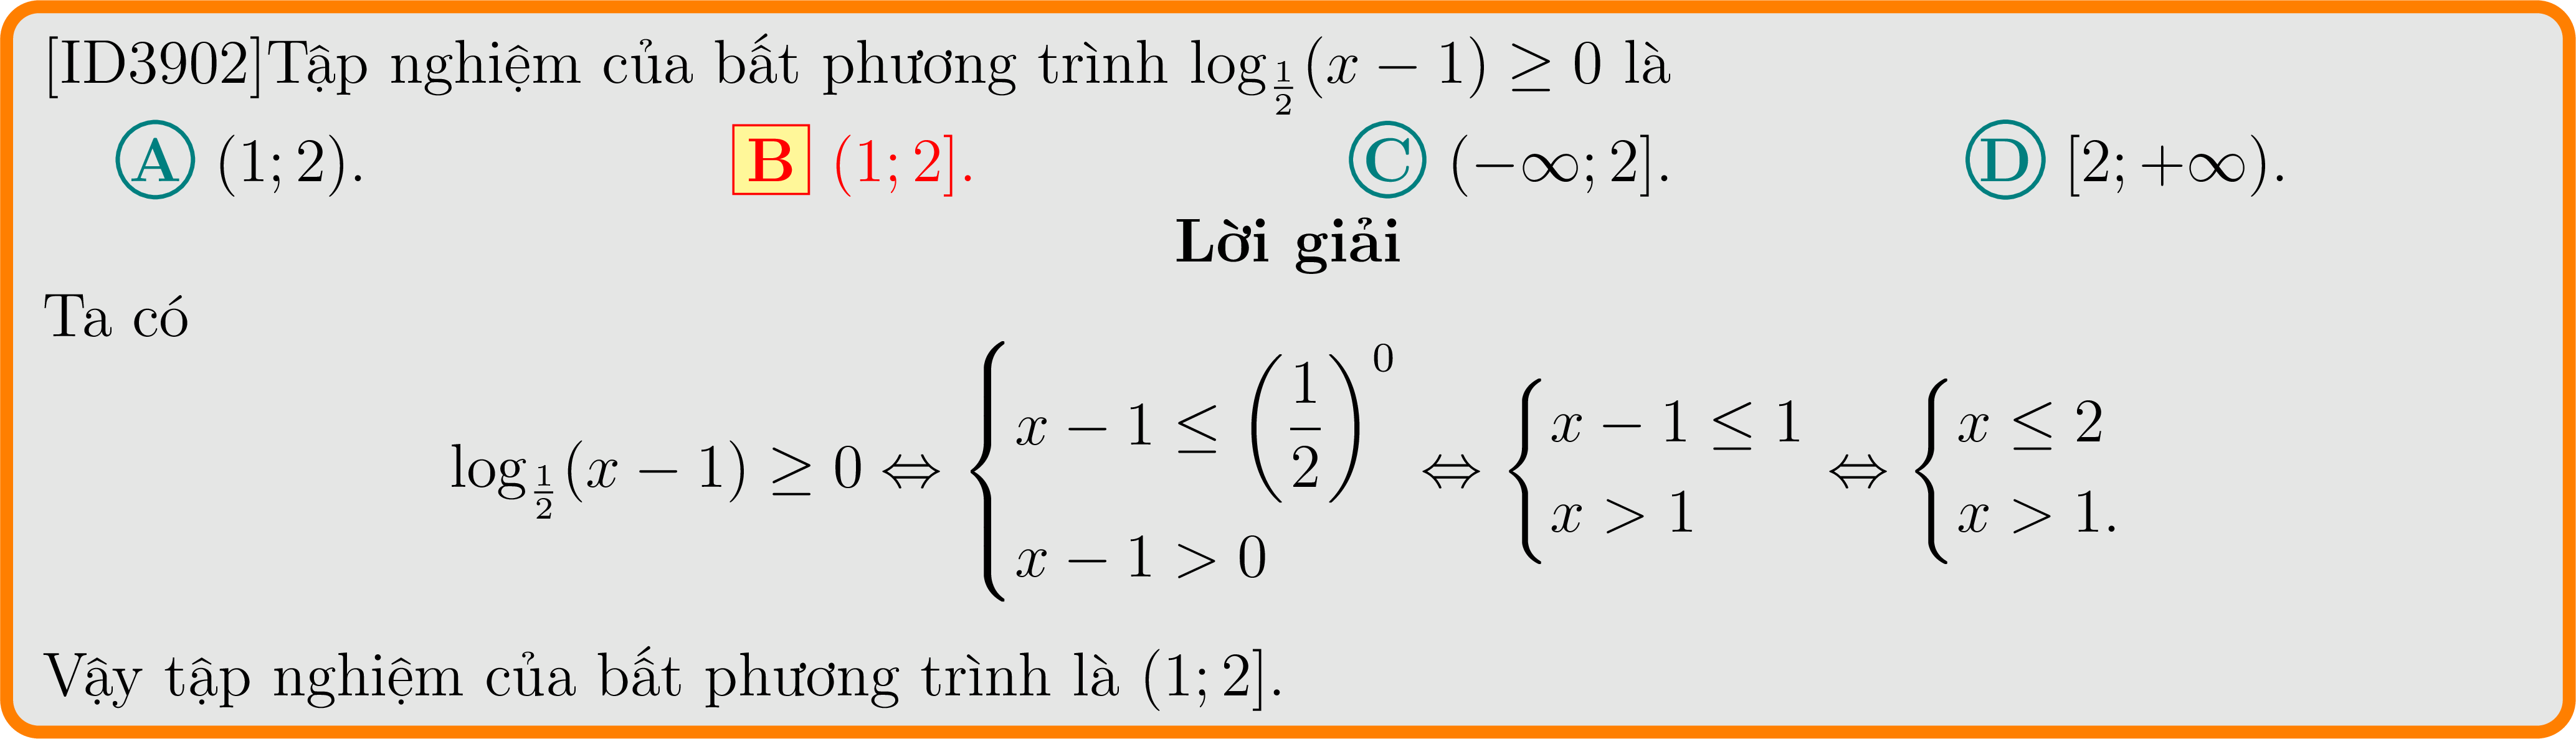 [ID3902]Tập nghiệm của bất phương trình $\log_{\frac{1}{2}}(x-1) \geq 0$ là
A (1; 2). B (1; 2]. C (−∞; 2]. D [2; +∞).
Lời giải
Ta có
$\log_{\frac{1}{2}}(x-1) \geq 0 \Leftrightarrow \begin{cases} x-1 \leq \left(\dfrac{1}{2}\right)^0 \\ x-1 > 0 \end{cases} \Leftrightarrow \begin{cases} x-1 \leq 1 \\ x > 1 \end{cases} \Leftrightarrow \begin{cases} x \leq 2 \\ x > 1. \end{cases}$
Vậy tập nghiệm của bất phương trình là (1; 2].